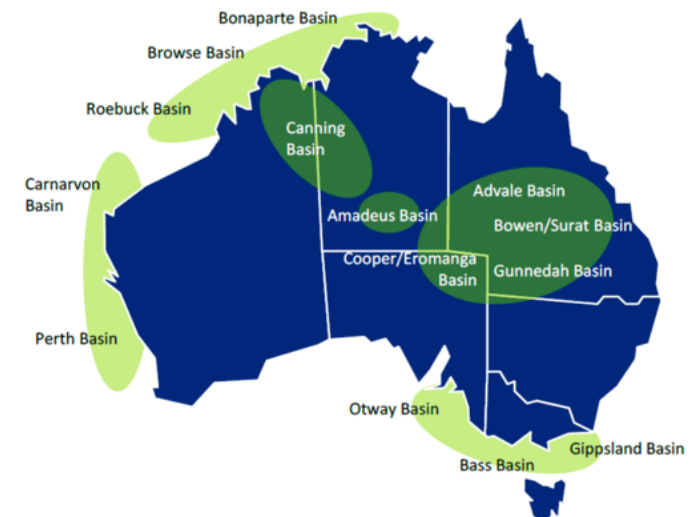 Bonaparte Basin
Browse Basin
Roebuck Basin
Canning
Basin
Carnarvon
Basin
Advale Basin
Amadeus Basin
Bowen/Surat Basin
Cooper/Eromanga
Basin
Gunnedah Basin
Perth Basin
Otway Basin
Gippsland Basin
Bass Basin